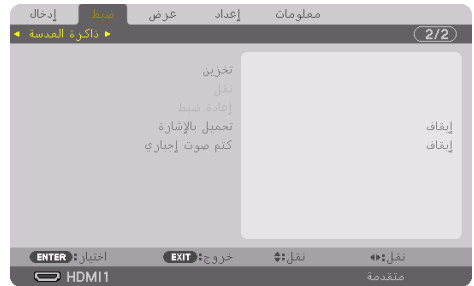 إدخال ضبط عرض إعداد معلومات
ذاكرة العدسة 2/2
تخزين
نقل
إعادة ضبط
تحميل بالإشارة إيقاف
كتم صوت إجباري إيقاف
ENTER: اختيار EXIT: خروج نقل: نقل:
HDMI1 متقدمة